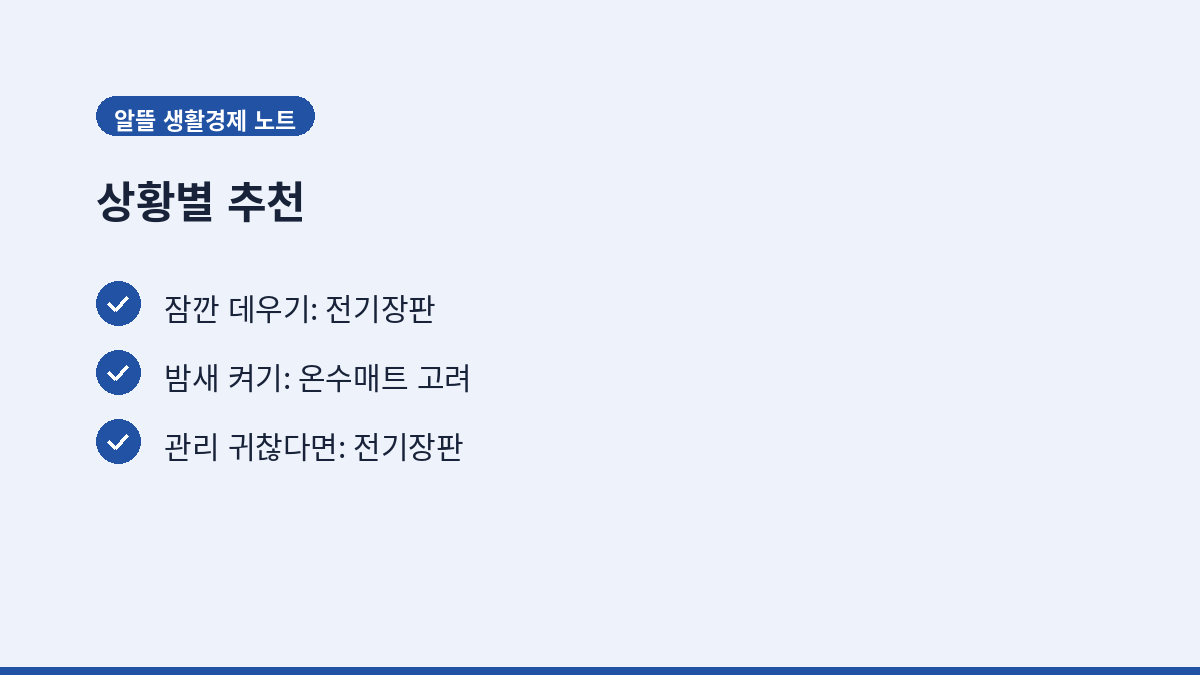 알뜰 생활경제 노트
상황별 추천
잠깐 데우기: 전기장판
밤새 켜기: 온수매트 고려
관리 귀찮다면: 전기장판